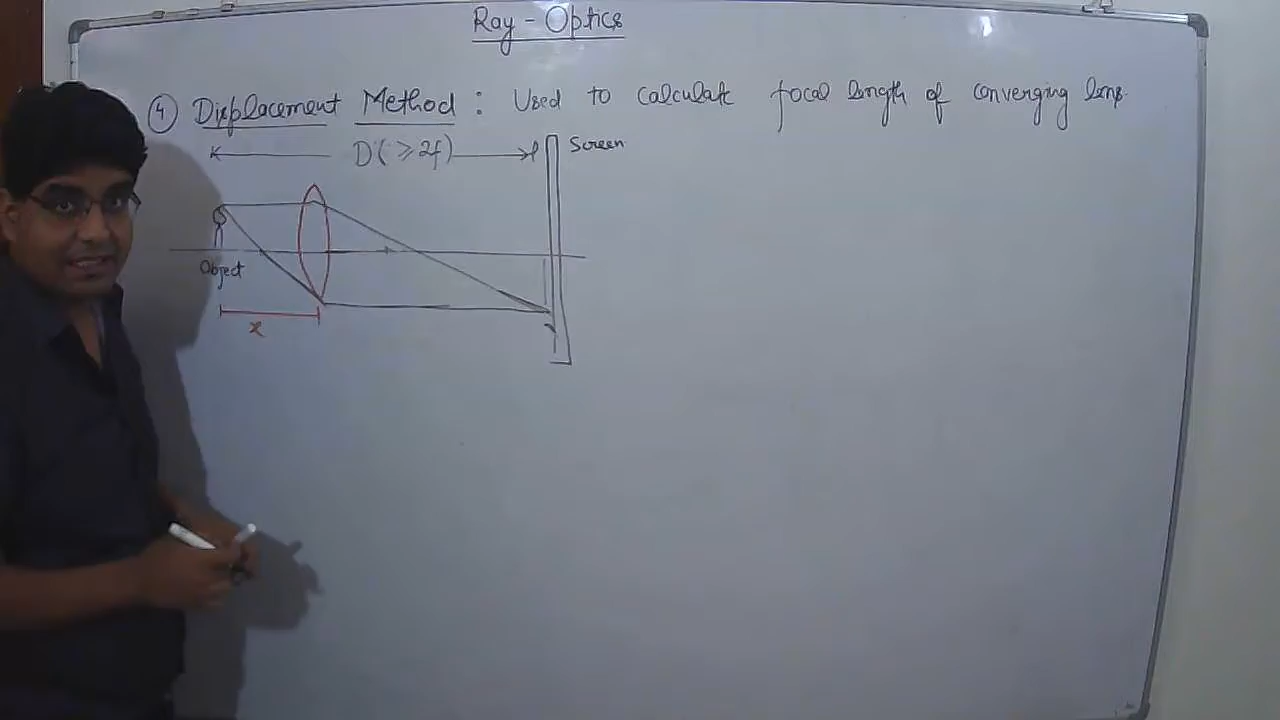 Ray - Optics
4 Displacement Method : Used to calculate focal length of converging lens.
D (≥2f)
Screen
Object
x